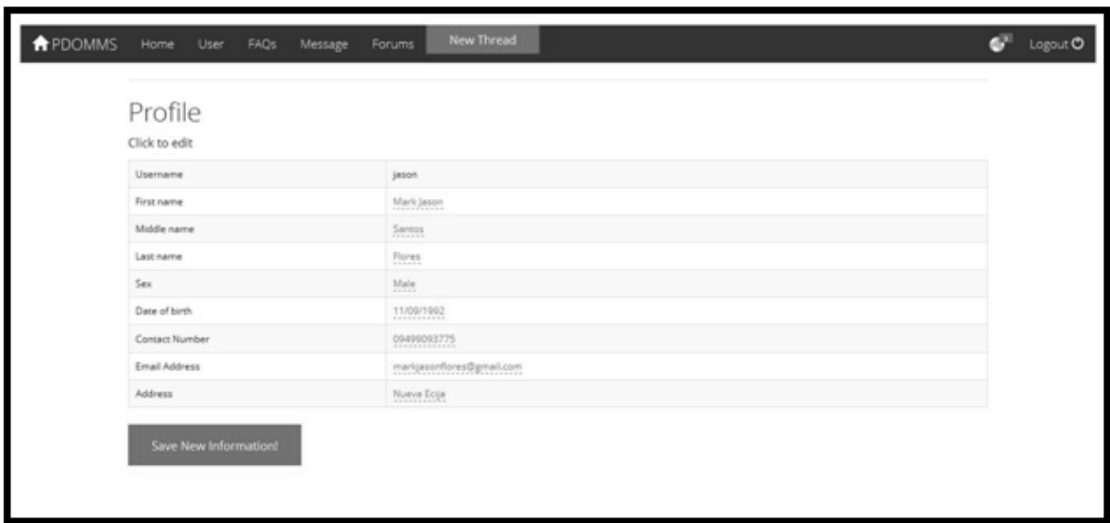 PDOMMS Home User FAQs Message Forums New Thread Logout
Profile
Click to edit
Username jason
First name Mark Jason
Middle name Santos
Last name Flores
Sex Male
Date of birth 11/09/1992
Contact Number 09499093775
Email Address markjasonflores@gmail.com
Address Nueva Ecija
Save New Information!